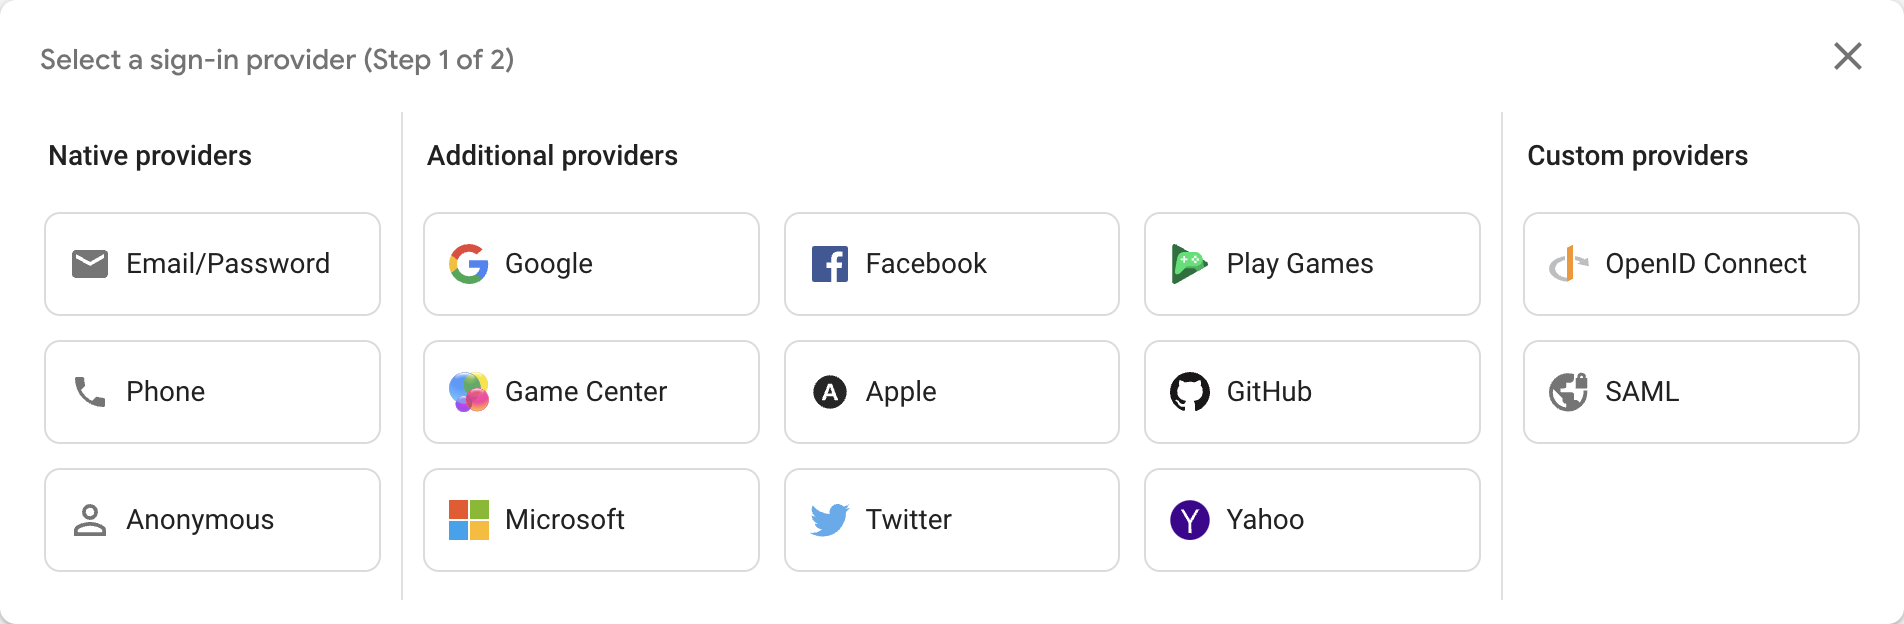 Select a sign-in provider (Step 1 of 2)
Native providers
Email/Password
Phone
Anonymous
Additional providers
Google
Facebook
Play Games
Game Center
Apple
GitHub
Microsoft
Twitter
Yahoo
Custom providers
OpenID Connect
SAML